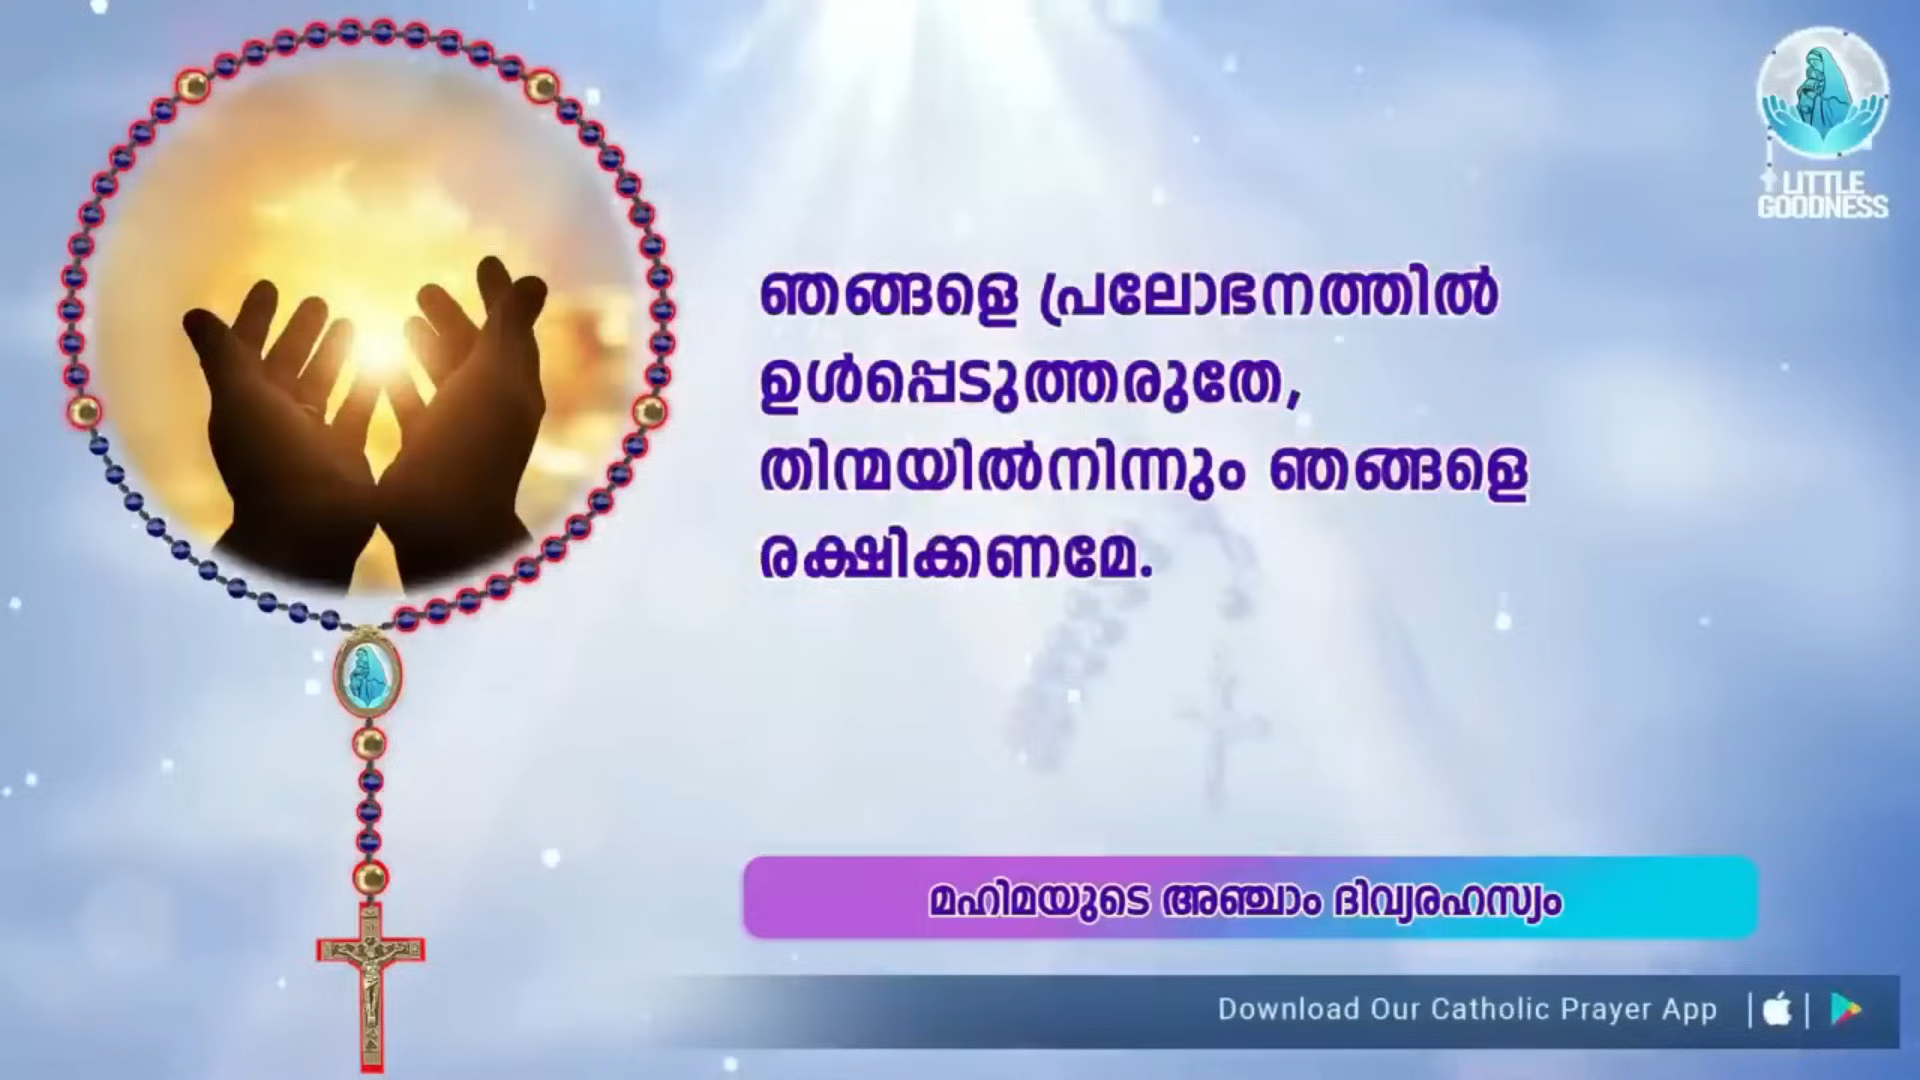 LITTLE
GOODNESS
ഞങ്ങളെ പ്രലോഭനത്തിൽ
ഉൾപ്പെടുത്തരുതേ,
തിന്മയിൽനിന്നും ഞങ്ങളെ
രക്ഷിക്കണമേ.
മഹിമയുടെ അഞ്ചാം ദിവ്യരഹസ്യം
Download Our Catholic Prayer App